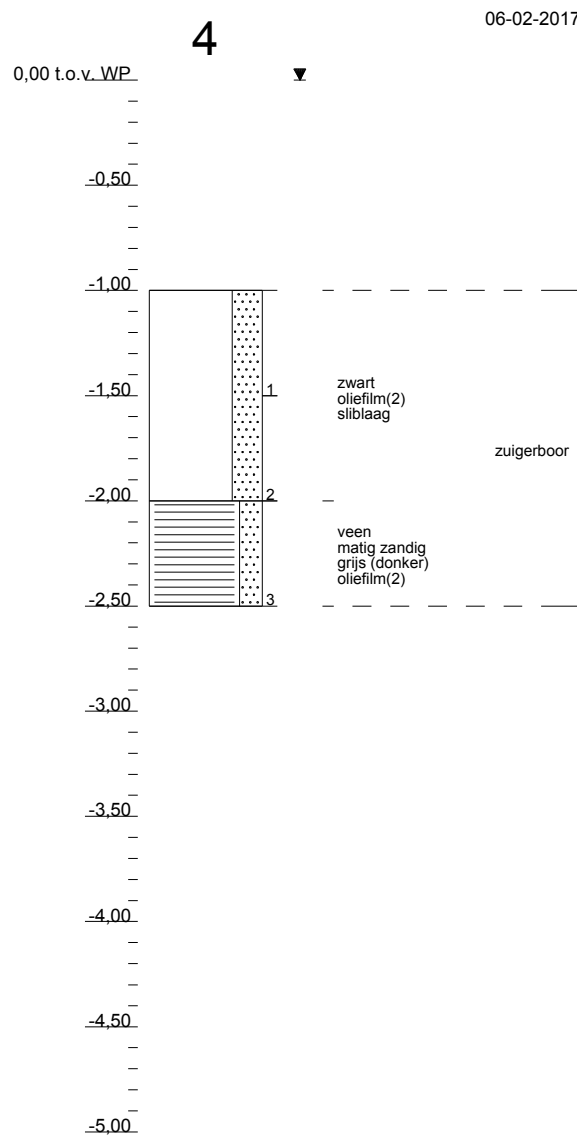 06-02-2017
4
0,00 t.o.v. WP
-0,50
-1,00
-1,50
1
zwart
oliefilm(2)
sliblaag
zuigerboor
-2,00
2
veen
matig zandig
grijs (donker)
oliefilm(2)
-2,50
3
-3,00
-3,50
-4,00
-4,50
-5,00